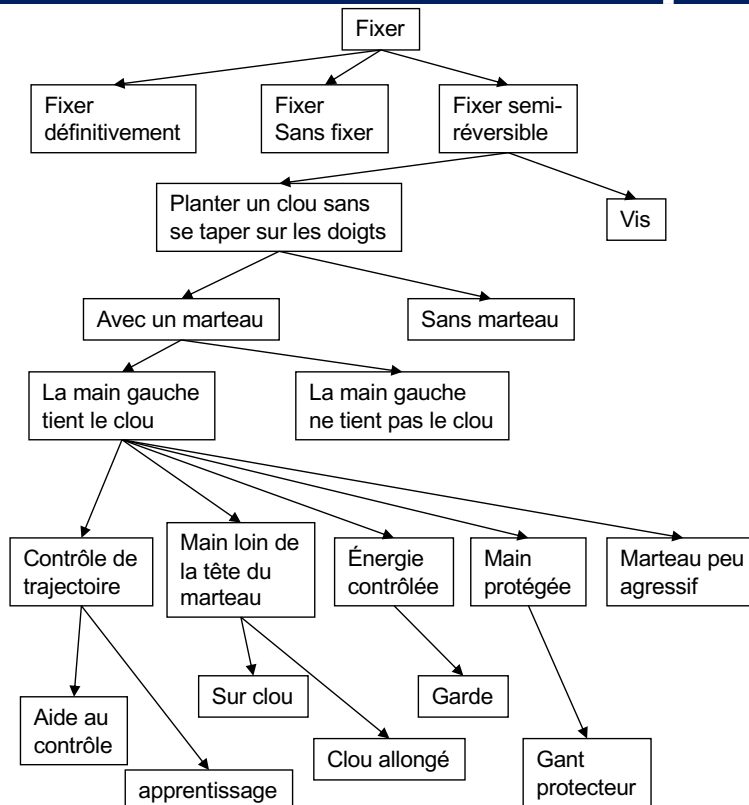 Fixer
Fixer
définitivement
Fixer
Sans fixer
Fixer semi-
réversible
Planter un clou sans
se taper sur les doigts
Vis
Avec un marteau
Sans marteau
La main gauche
tient le clou
La main gauche
ne tient pas le clou
Contrôle de
trajectoire
Main loin de
la tête du
marteau
Énergie
contrôlée
Main
protégée
Marteau peu
agressif
Sur clou
Garde
Aide au
contrôle
Clou allongé
Gant
protecteur
apprentissage